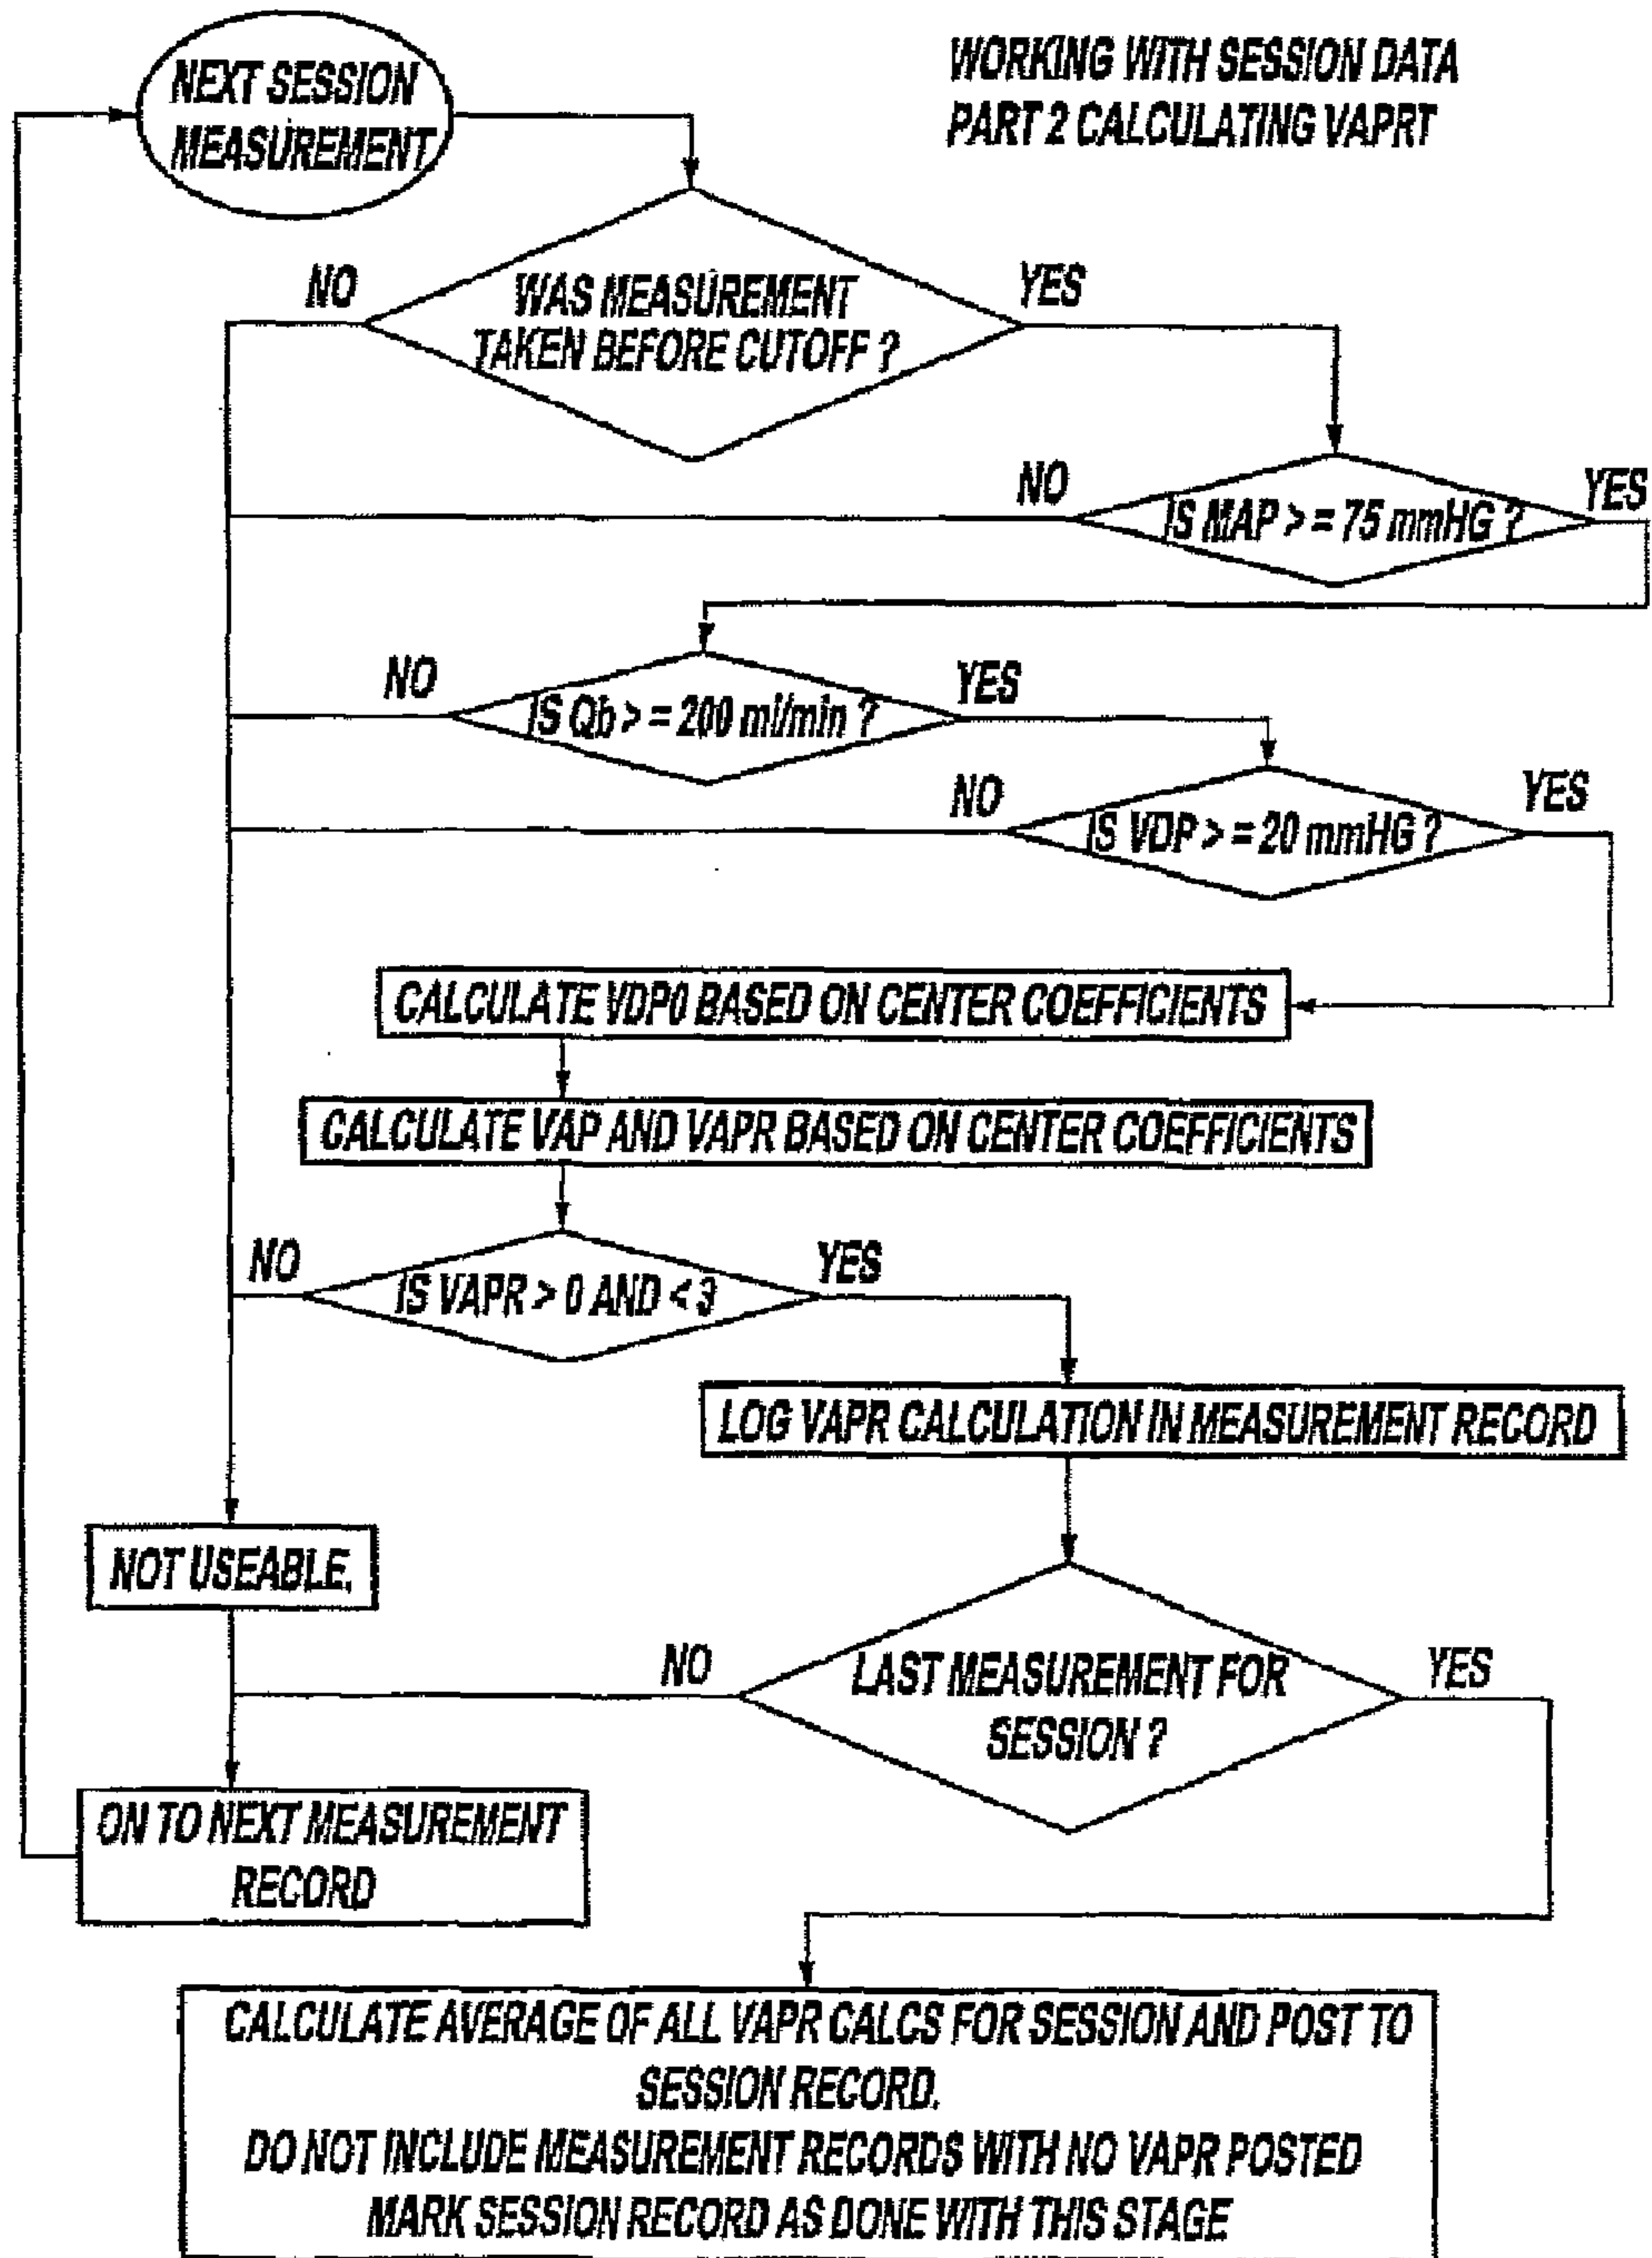 WORKING WITH SESSION DATA
PART 2 CALCULATING VAPRT
NEXT SESSION
MEASUREMENT
NO
WAS MEASUREMENT
TAKEN BEFORE CUTOFF ?
YES
NO
IS MAP > = 75 mmHG ?
YES
NO
IS Qb > = 200 ml/min ?
YES
NO
IS VDP > = 20 mmHG ?
YES
CALCULATE VDP0 BASED ON CENTER COEFFICIENTS
CALCULATE VAP AND VAPR BASED ON CENTER COEFFICIENTS
NO
IS VAPR > 0 AND < 3
YES
LOG VAPR CALCULATION IN MEASUREMENT RECORD
NOT USEABLE.
NO
LAST MEASUREMENT FOR
SESSION ?
YES
ON TO NEXT MEASUREMENT
RECORD
CALCULATE AVERAGE OF ALL VAPR CALCS FOR SESSION AND POST TO
SESSION RECORD.
DO NOT INCLUDE MEASUREMENT RECORDS WITH NO VAPR POSTED
MARK SESSION RECORD AS DONE WITH THIS STAGE